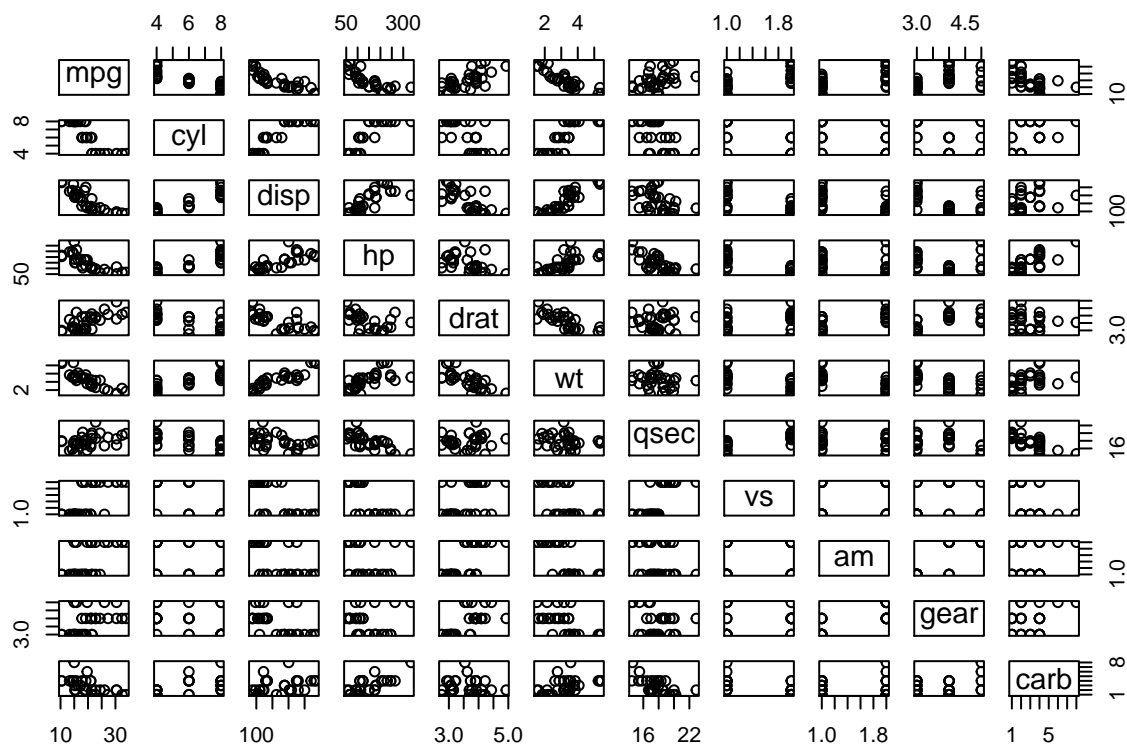 4 6 8 50 300 2 4 1.0 1.8 3.0 4.5
mpg 10
4 8 cyl
disp 100
50 hp
drat 3.0
2 wt
qsec 16
1.0 vs
am 1.0
3.0 gear
carb 1 8
10 30 100 3.0 5.0 16 22 1.0 1.8 1 5